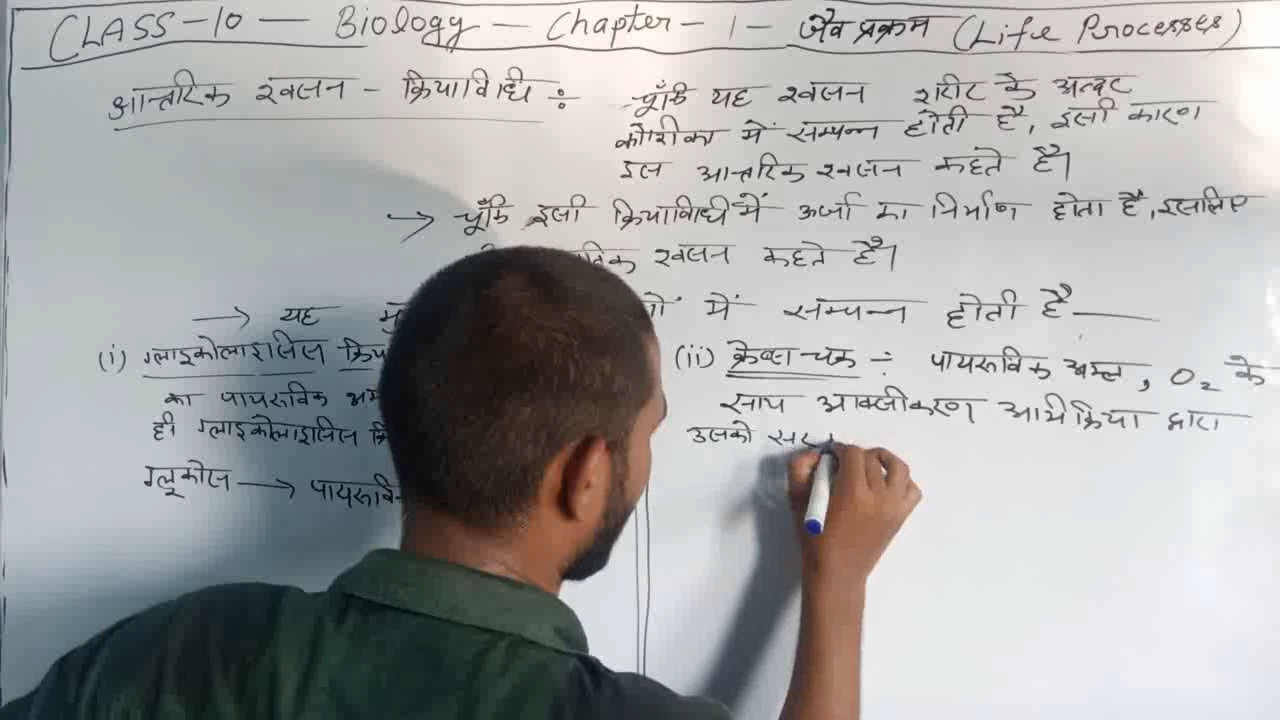 CLASS-10 — Biology — Chapter-1 — जैव प्रक्रम (Life Processes)
आन्तरिक श्वसन - क्रियाविधि ÷ चूँकि यह श्वसन शरीर के अन्दर
कोशिका में सम्पन्न होती है, इसी कारण
इस आन्तरिक श्वसन कहते है।
→ चूँकि इसी क्रियाविधि में ऊर्जा का निर्माण होता है, इसलिए
श्वसन कहते है।
→ यह में सम्पन्न होती है —
(i) ग्लाइकोलाइसिस
का पायरूविक
ही ग्लाइकोलाइसिस
ग्लूकोस →
(ii) क्रेब्स चक्र ÷ पायरूविक अम्ल, O₂ के
साथ आक्सीकरण अभिक्रिया द्वारा
उसको